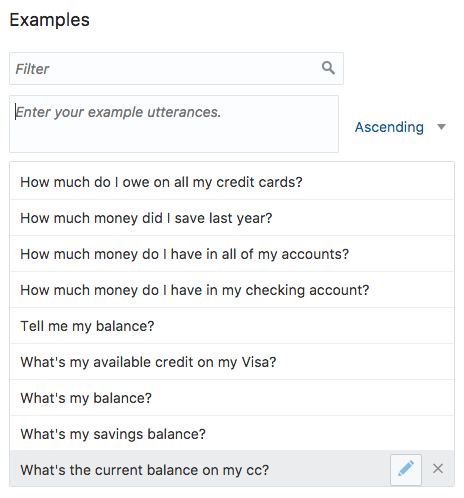 Examples
Filter
Enter your example utterances.
Ascending
How much do I owe on all my credit cards?
How much money did I save last year?
How much money do I have in all of my accounts?
How much money do I have in my checking account?
Tell me my balance?
What's my available credit on my Visa?
What's my balance?
What's my savings balance?
What's the current balance on my cc?